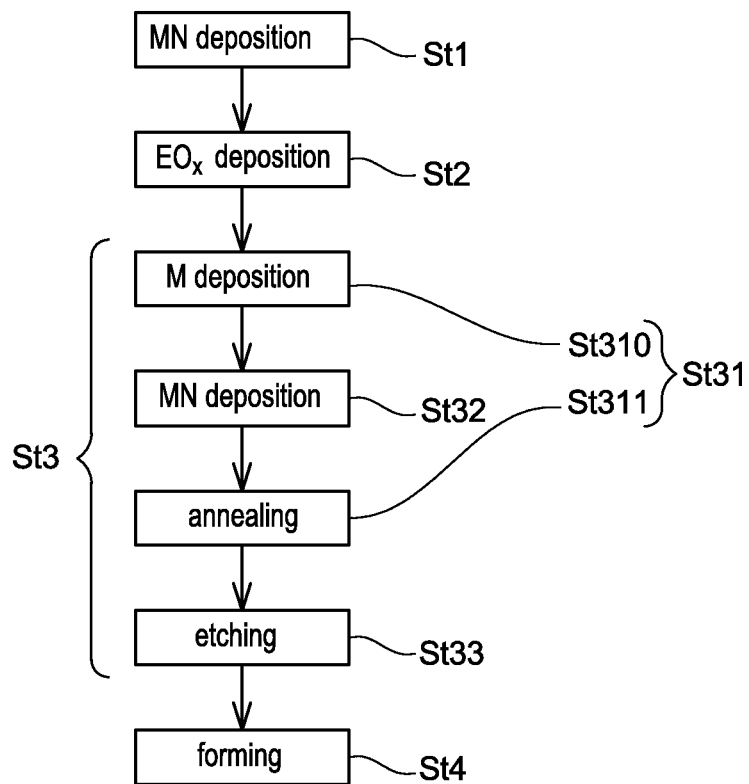 MN deposition
St1
EOx deposition
St2
M deposition
St310
St31
MN deposition
St32
St311
St3
annealing
etching
St33
forming
St4